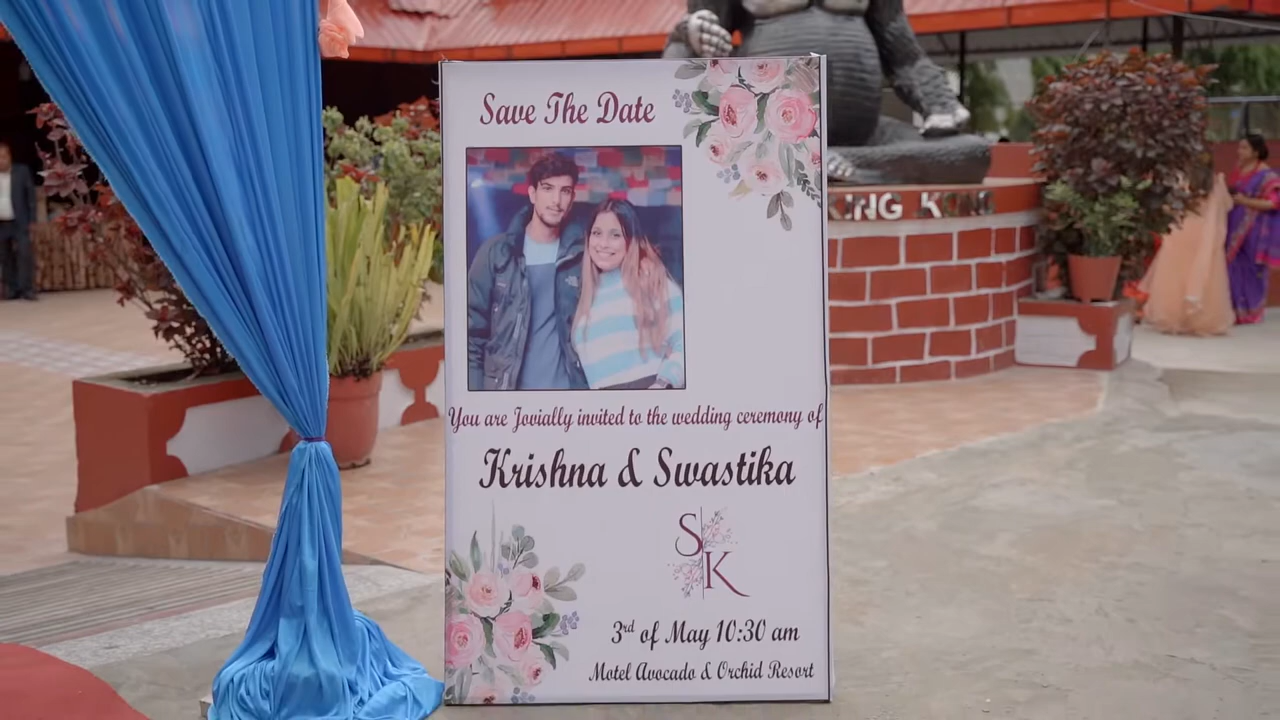 Save The Date
KING KONG
You are Jovially invited to the wedding ceremony of
Krishna & Swastika
S
K
3rd of May 10:30 am
Motel Avocado & Orchid Resort